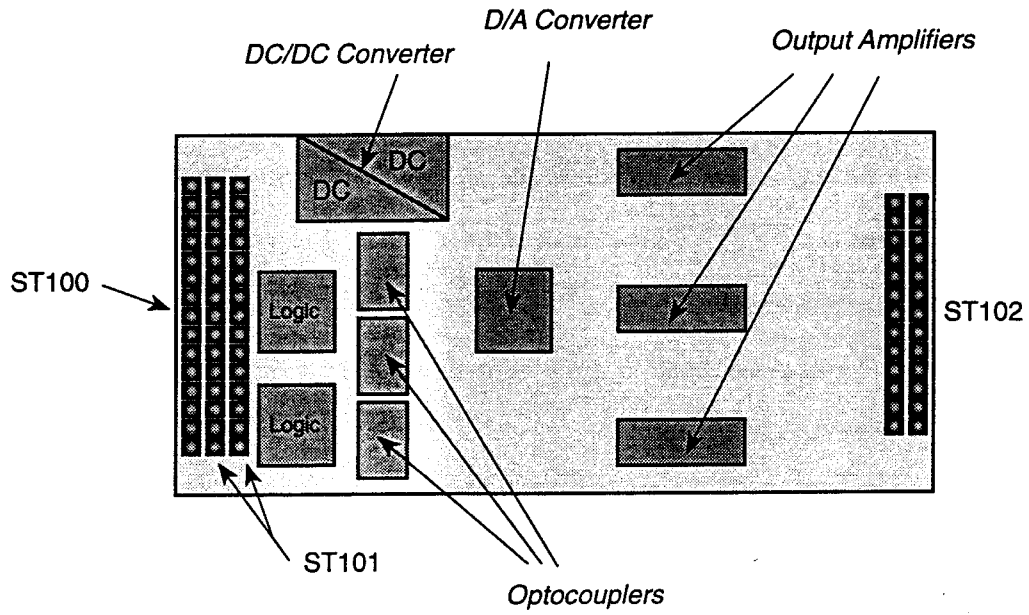 D/A Converter
Output Amplifiers
DC/DC Converter
DC
DC
ST100
Logic
ST102
Logic
ST101
Optocouplers